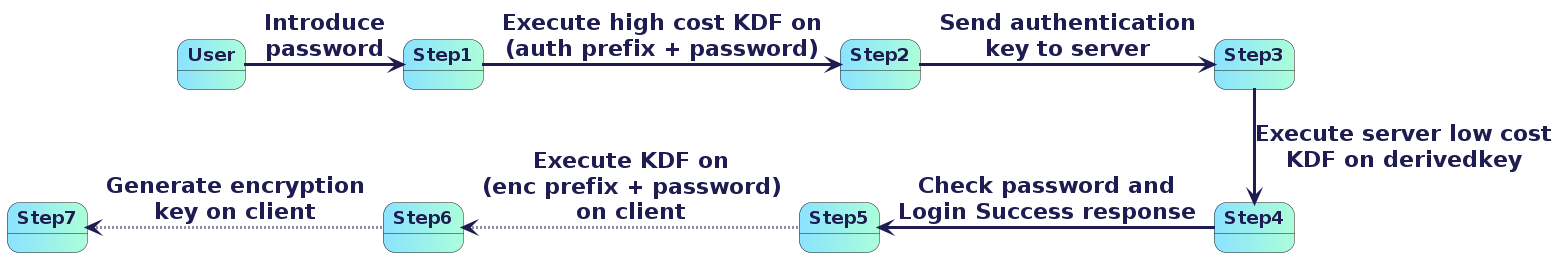 User
Introduce
password
Step1
Execute high cost KDF on
(auth prefix + password)
Step2
Send authentication
key to server
Step3
Execute server low cost
KDF on derivedkey
Step4
Check password and
Login Success response
Step5
Execute KDF on
(enc prefix + password)
on client
Step6
Generate encryption
key on client
Step7